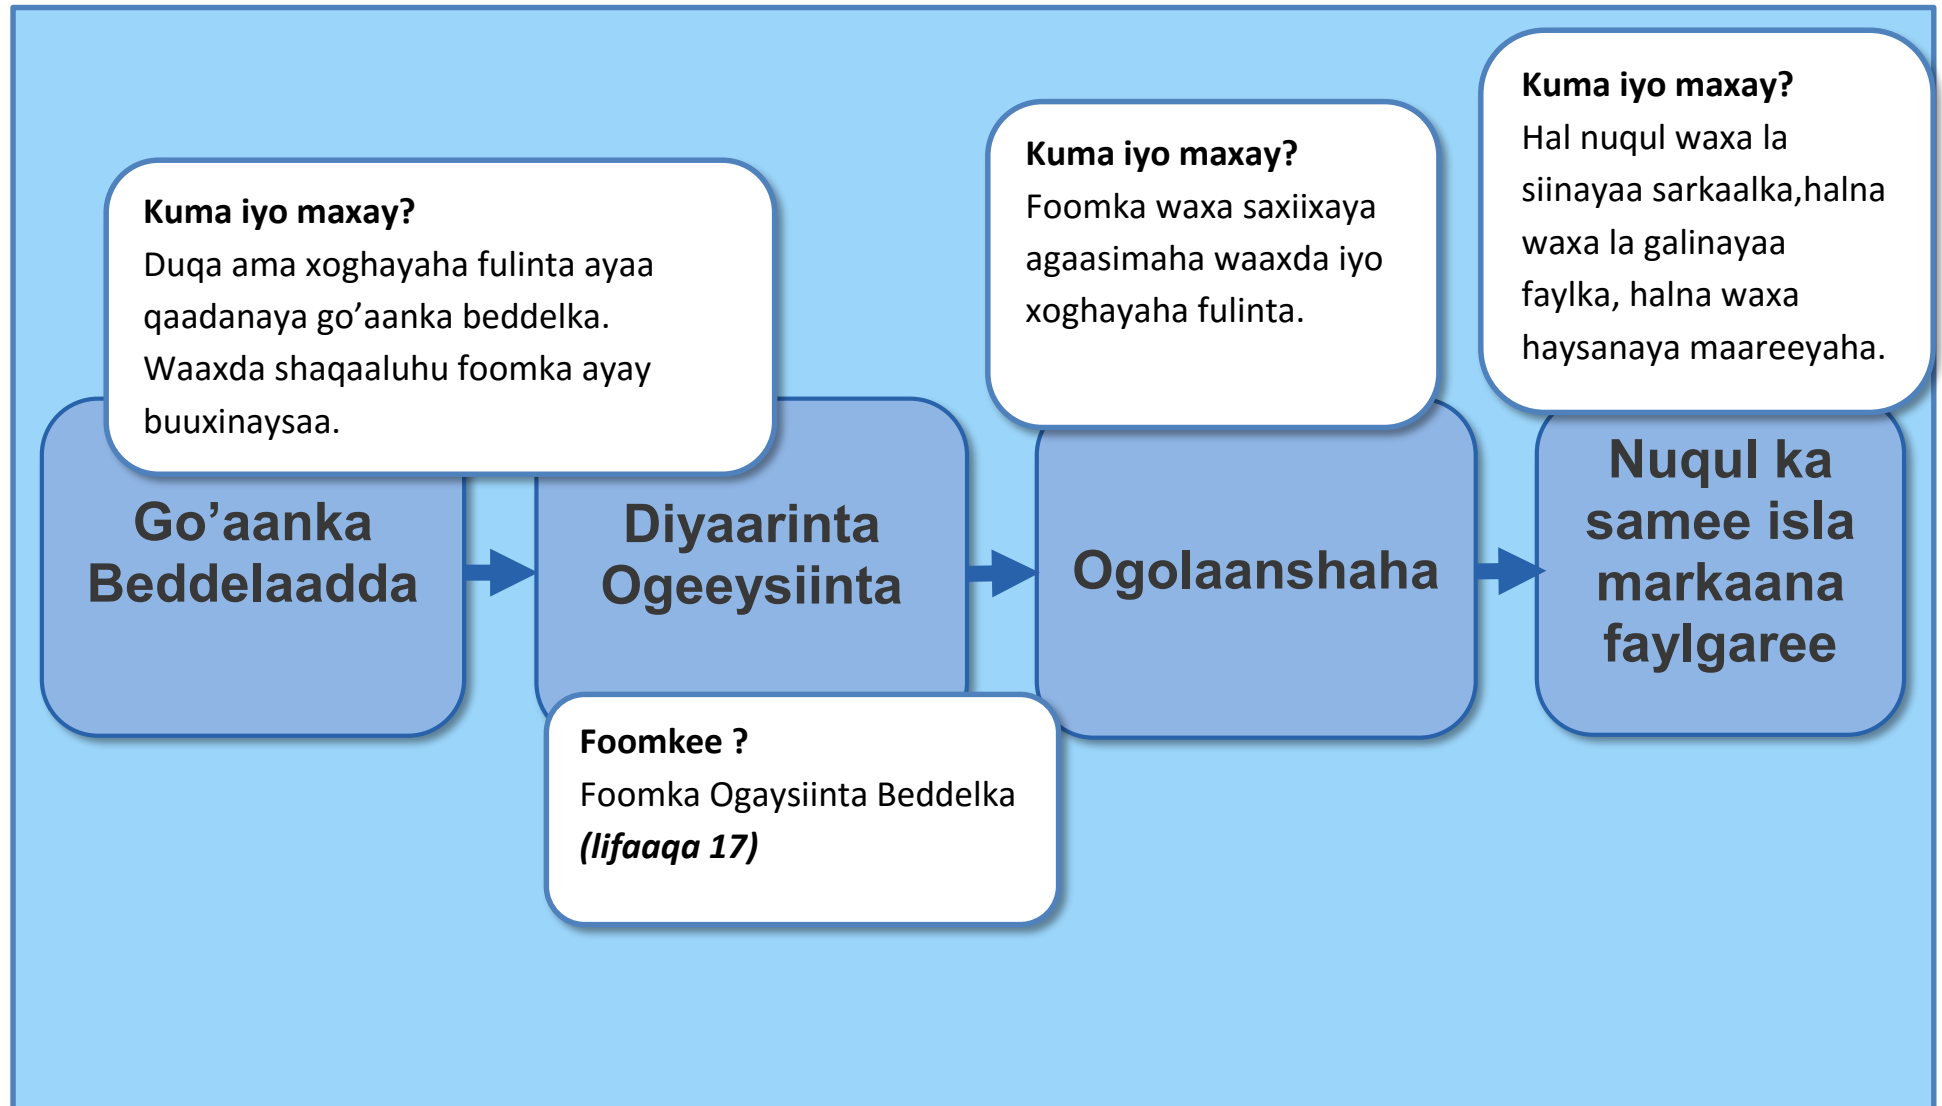 Kuma iyo maxay?
Duqa ama xoghayaha fulinta ayaa
qaadanaya go’aanka beddelka.
Waaxda shaqaaluhu foomka ayay
buuxinaysaa.
Kuma iyo maxay?
Foomka waxa saxiixaya
agaasimaha waaxda iyo
xoghayaha fulinta.
Kuma iyo maxay?
Hal nuqul waxa la
siinayaa sarkaalka,halna
waxa la galinayaa
faylka, halna waxa
haysanaya maareeyaha.
Go’aanka
Beddelaadda
Diyaarinta
Ogeeysiinta
Ogolaanshaha
Nuqul ka
samee isla
markaana
faylgaree
Foomkee ?
Foomka Ogaysiinta Beddelka
(lifaaqa 17)